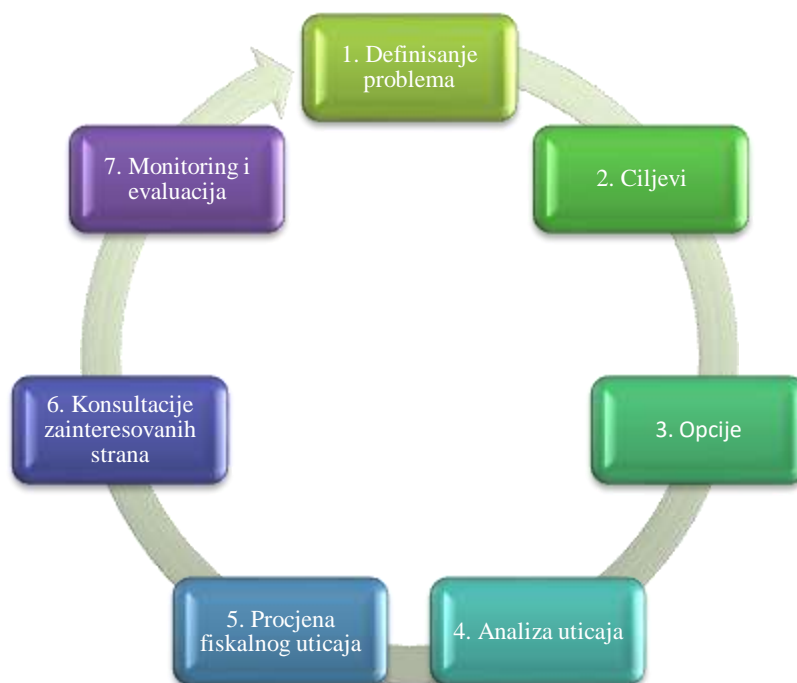 1. Definisanje
problema
2. Ciljevi
3. Opcije
4. Analiza uticaja
5. Procjena
fiskalnog uticaja
6. Konsultacije
zainteresovanih
strana
7. Monitoring i
evaluacija